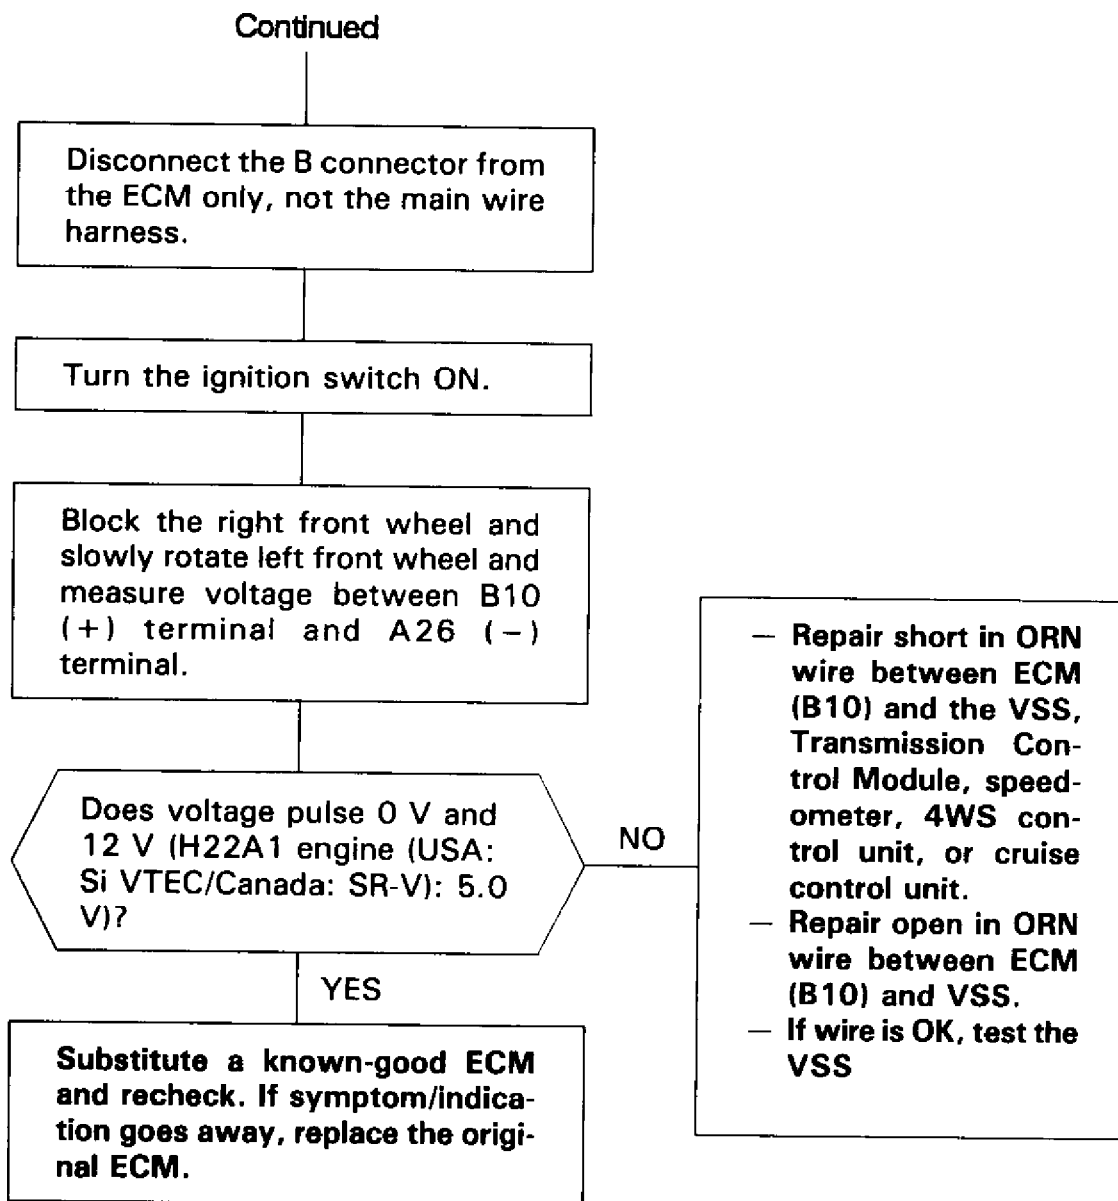 Continued
Disconnect the B connector from
the ECM only, not the main wire
harness.
Turn the ignition switch ON.
Block the right front wheel and
slowly rotate left front wheel and
measure voltage between B10
(+) terminal and A26 (−)
terminal.
Does voltage pulse 0 V and
12 V (H22A1 engine (USA:
Si VTEC/Canada: SR-V): 5.0
V)?
NO
— Repair short in ORN
wire between ECM
(B10) and the VSS,
Transmission Con-
trol Module, speed-
ometer, 4WS con-
trol unit, or cruise
control unit.
— Repair open in ORN
wire between ECM
(B10) and VSS.
— If wire is OK, test the
VSS
YES
Substitute a known-good ECM
and recheck. If symptom/indica-
tion goes away, replace the origi-
nal ECM.